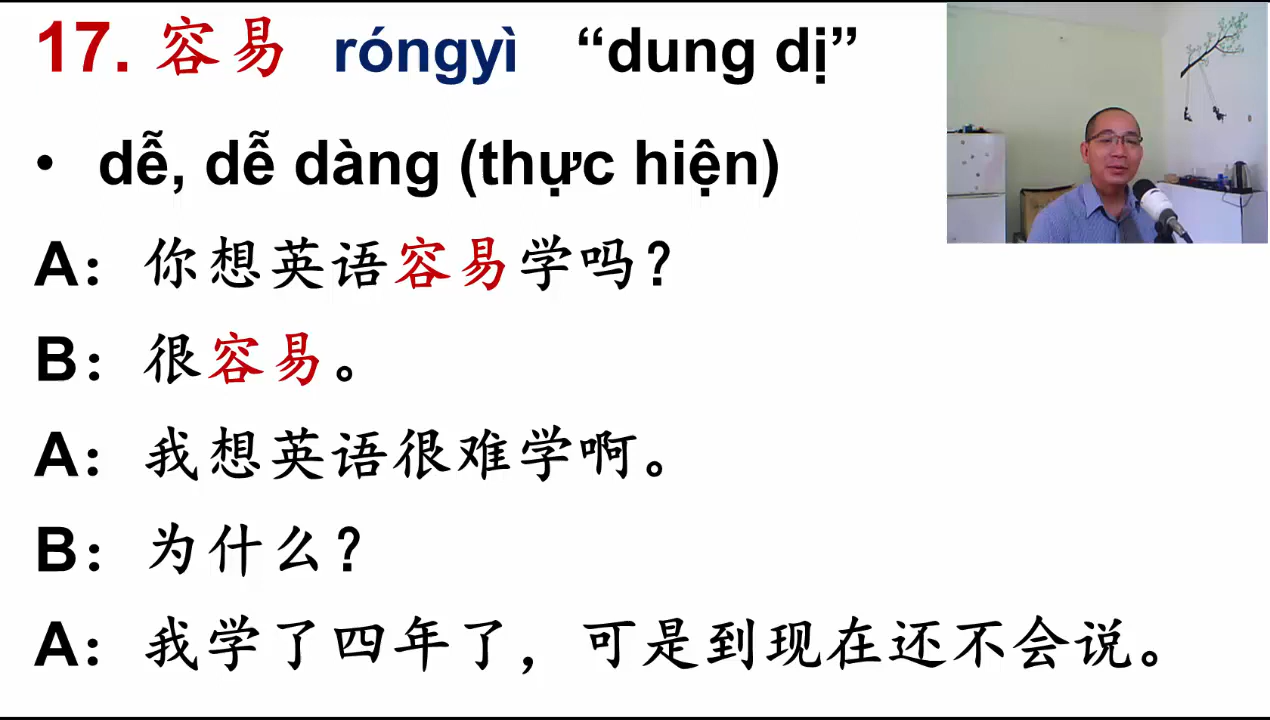 17. 容易 róngyì “dung dị”
• dễ, dễ dàng (thực hiện)
A：你想英语容易学吗？
B：很容易。
A：我想英语很难学啊。
B：为什么？
A：我学了四年了，可是到现在还不会说。